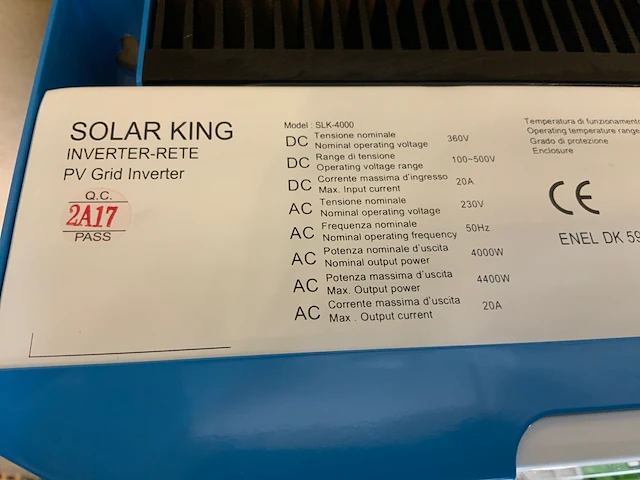 SOLAR KING
INVERTER-RETE
PV Grid Inverter
Q.C.
2A17
PASS
Model : SLK-4000
DC Tensione nominale 360V
Nominal operating voltage
DC Range di tensione 100~500V
Operating voltage range
DC Corrente massima d'ingresso 20A
Max. Input current
AC Tensione nominale 230V
Nominal operating voltage
AC Frequenza nominale 50Hz
Nominal operating frequency
AC Potenza nominale d'uscita 4000W
Nominal output power
AC Potenza massima d'uscita 4400W
Max. Output power
AC Corrente massima d'uscita 20A
Max . Output current
Temperatura di funzionamento
Operating temperature range
Grado di protezione
Enclosure
CE
ENEL DK 59